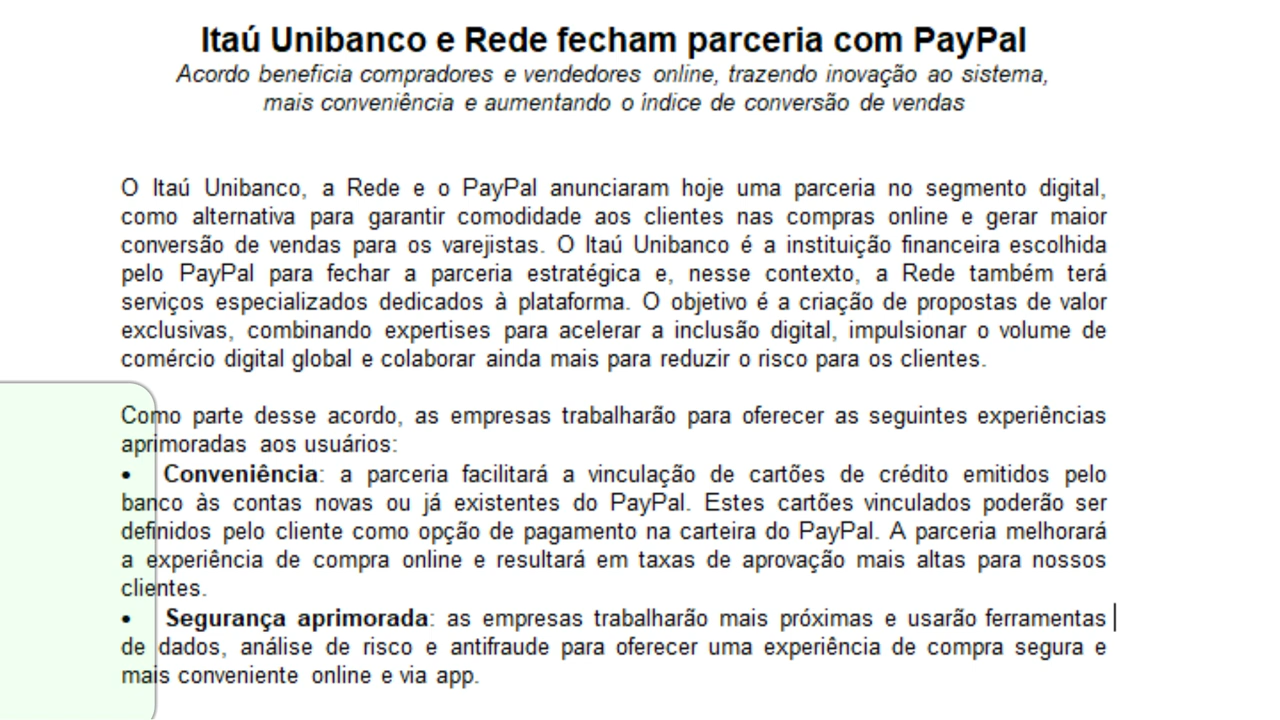 Itaú Unibanco e Rede fecham parceria com PayPal
Acordo beneficia compradores e vendedores online, trazendo inovação ao sistema,
mais conveniência e aumentando o índice de conversão de vendas
O Itaú Unibanco, a Rede e o PayPal anunciaram hoje uma parceria no segmento digital,
como alternativa para garantir comodidade aos clientes nas compras online e gerar maior
conversão de vendas para os varejistas. O Itaú Unibanco é a instituição financeira escolhida
pelo PayPal para fechar a parceria estratégica e, nesse contexto, a Rede também terá
serviços especializados dedicados à plataforma. O objetivo é a criação de propostas de valor
exclusivas, combinando expertises para acelerar a inclusão digital, impulsionar o volume de
comércio digital global e colaborar ainda mais para reduzir o risco para os clientes.
Como parte desse acordo, as empresas trabalharão para oferecer as seguintes experiências
aprimoradas aos usuários:
• Conveniência: a parceria facilitará a vinculação de cartões de crédito emitidos pelo
banco às contas novas ou já existentes do PayPal. Estes cartões vinculados poderão ser
definidos pelo cliente como opção de pagamento na carteira do PayPal. A parceria melhorará
a experiência de compra online e resultará em taxas de aprovação mais altas para nossos
clientes.
• Segurança aprimorada: as empresas trabalharão mais próximas e usarão ferramentas
de dados, análise de risco e antifraude para oferecer uma experiência de compra segura e
mais conveniente online e via app.